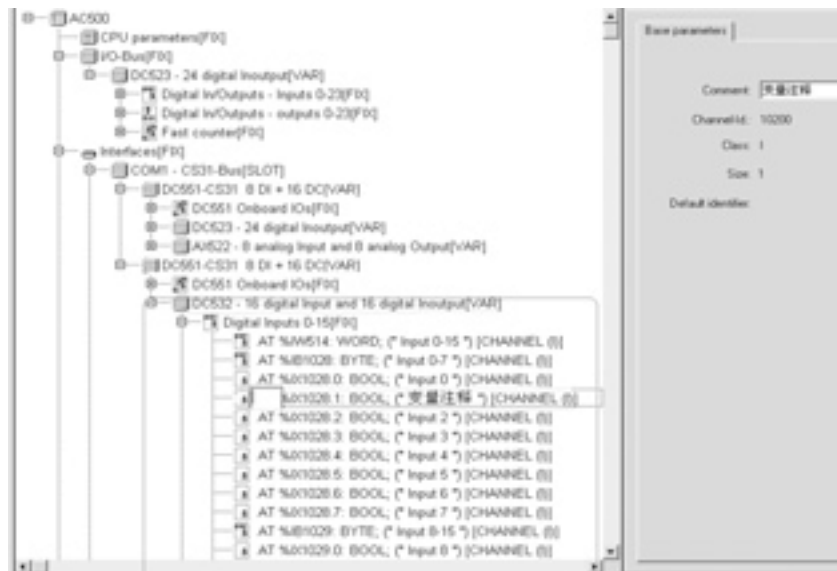 AC500
CPU parameters[FIX]
I/O-Bus[FIX]
DC523 - 24 digital Inoutput[VAR]
Digital In/Outputs - Inputs 0-23[FIX]
Digital In/Outputs - outputs 0-23[FIX]
Fast counter[FIX]
Interfaces[FIX]
COM1 - CS31-Bus[SLOT]
DC551-CS31 8 DI + 16 DC[VAR]
DC551 Onboard IOs[FIX]
DC523 - 24 digital Inoutput[VAR]
AX522 - 8 analog Input and 8 analog Output[VAR]
DC551-CS31 8 DI + 16 DC[VAR]
DC551 Onboard IOs[FIX]
DC532 - 16 digital Input and 16 digital Inoutput[VAR]
Digital Inputs 0-15[FIX]
AT %IW514: WORD; (* Input 0-15 *) [CHANNEL (I)]
AT %IB1028: BYTE; (* Input 0-7 *) [CHANNEL (I)]
AT %IX1028.0: BOOL; (* Input 0 *) [CHANNEL (I)]
%IX1028.1: BOOL; (* 变量注释 *) [CHANNEL (I)]
AT %IX1028.2: BOOL; (* Input 2 *) [CHANNEL (I)]
AT %IX1028.3: BOOL; (* Input 3 *) [CHANNEL (I)]
AT %IX1028.4: BOOL; (* Input 4 *) [CHANNEL (I)]
AT %IX1028.5: BOOL; (* Input 5 *) [CHANNEL (I)]
AT %IX1028.6: BOOL; (* Input 6 *) [CHANNEL (I)]
AT %IX1028.7: BOOL; (* Input 7 *) [CHANNEL (I)]
AT %IB1029: BYTE; (* Input 8-15 *) [CHANNEL (I)]
AT %IX1029.0: BOOL; (* Input 8 *) [CHANNEL (I)]
Base parameters
Comment: 变量注释
Channel-Id: 10200
Class: I
Size: 1
Default identifier: